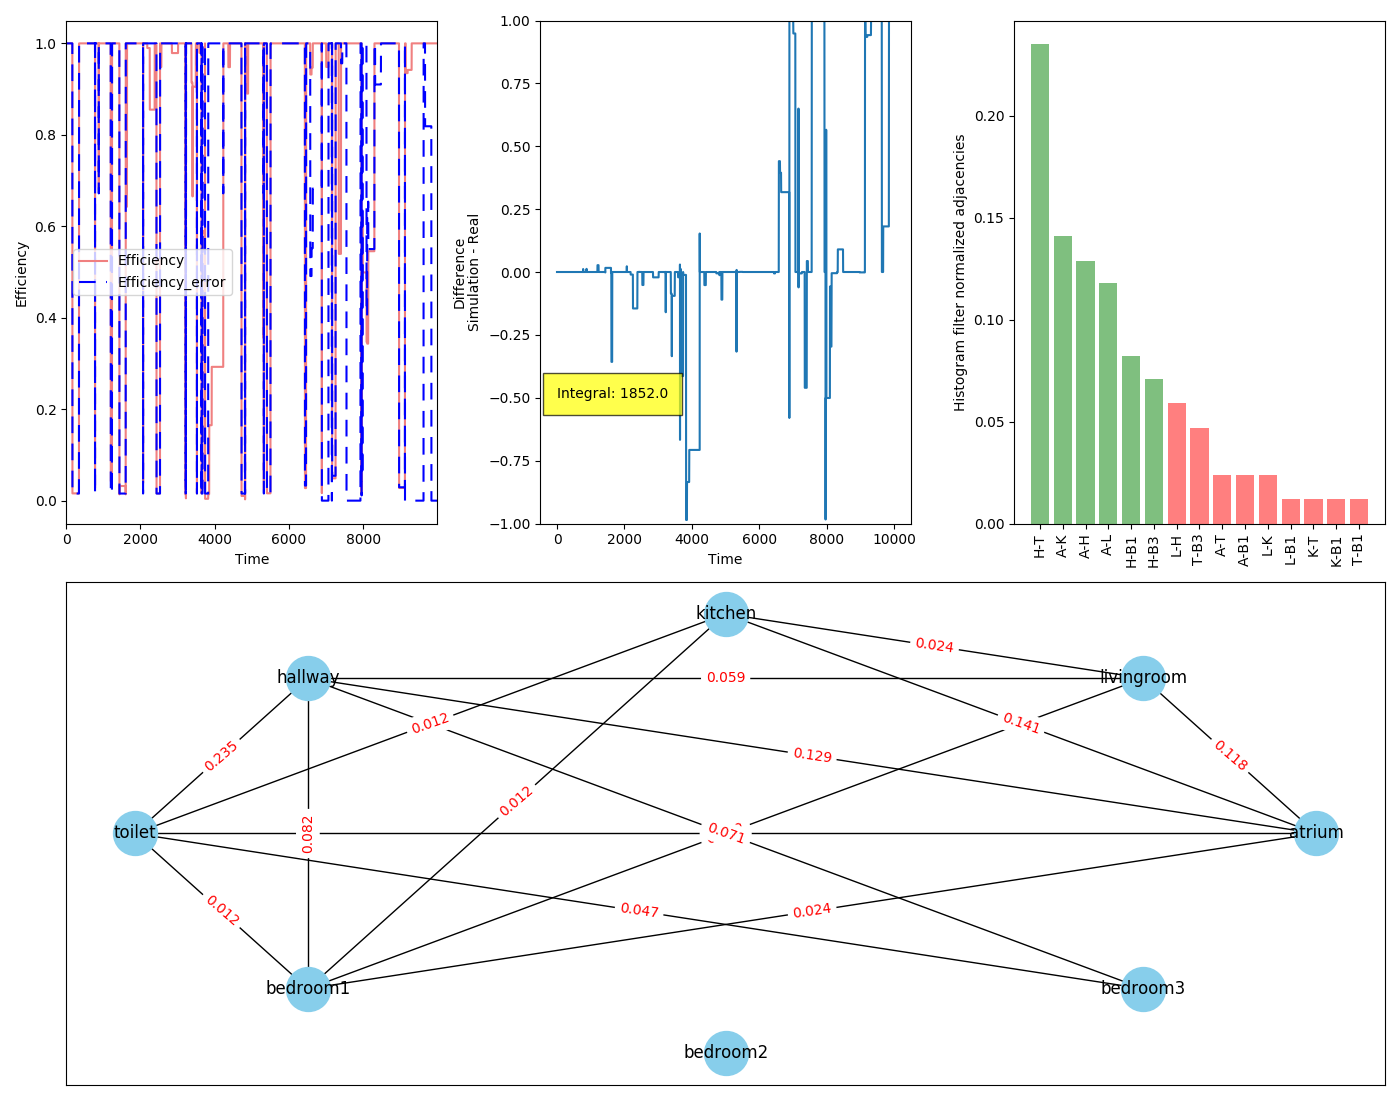 1.0
0.8
0.6
0.4
0.2
0.0
Efficiency
Efficiency
Efficiency_error
0 2000 4000 6000 8000
Time
1.00
0.75
0.50
0.25
0.00
−0.25
−0.50
−0.75
−1.00
Difference
Simulation - Real
Integral: 1852.0
0 2000 4000 6000 8000 10000
Time
0.20
0.15
0.10
0.05
0.00
Histogram filter normalized adjacencies
H-T A-K A-H A-L H-B1 H-B3 L-H T-B3 A-T A-B1 L-K L-B1 K-T K-B1 T-B1
kitchen
0.024
hallway 0.059 livingroom
0.012 0.141
0.235 0.129 0.118
0.012
toilet 0.082 0.071 atrium
0.012 0.047 0.024
bedroom1 bedroom3
bedroom2